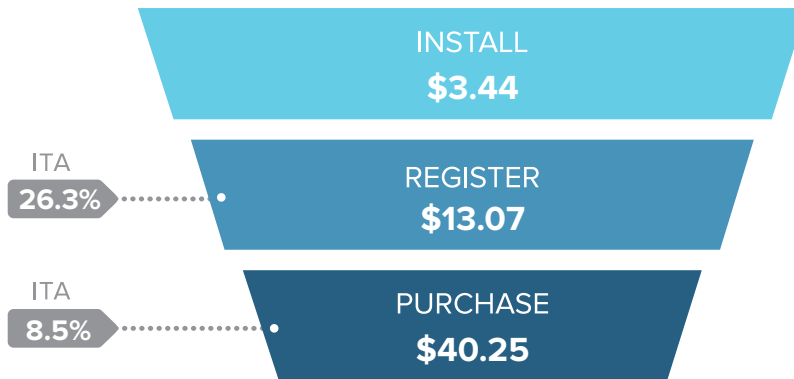 INSTALL
$3.44
ITA
26.3%
REGISTER
$13.07
ITA
8.5%
PURCHASE
$40.25